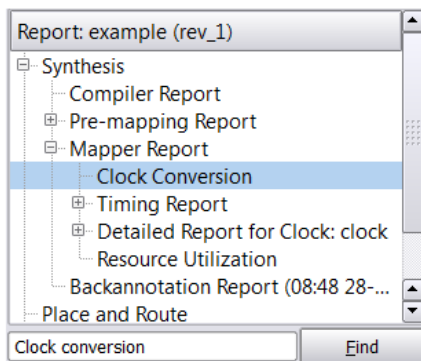 Report: example (rev_1)
Synthesis
Compiler Report
Pre-mapping Report
Mapper Report
Clock Conversion
Timing Report
Detailed Report for Clock: clock
Resource Utilization
Backannotation Report (08:48 28-...
Place and Route
Clock conversion Find